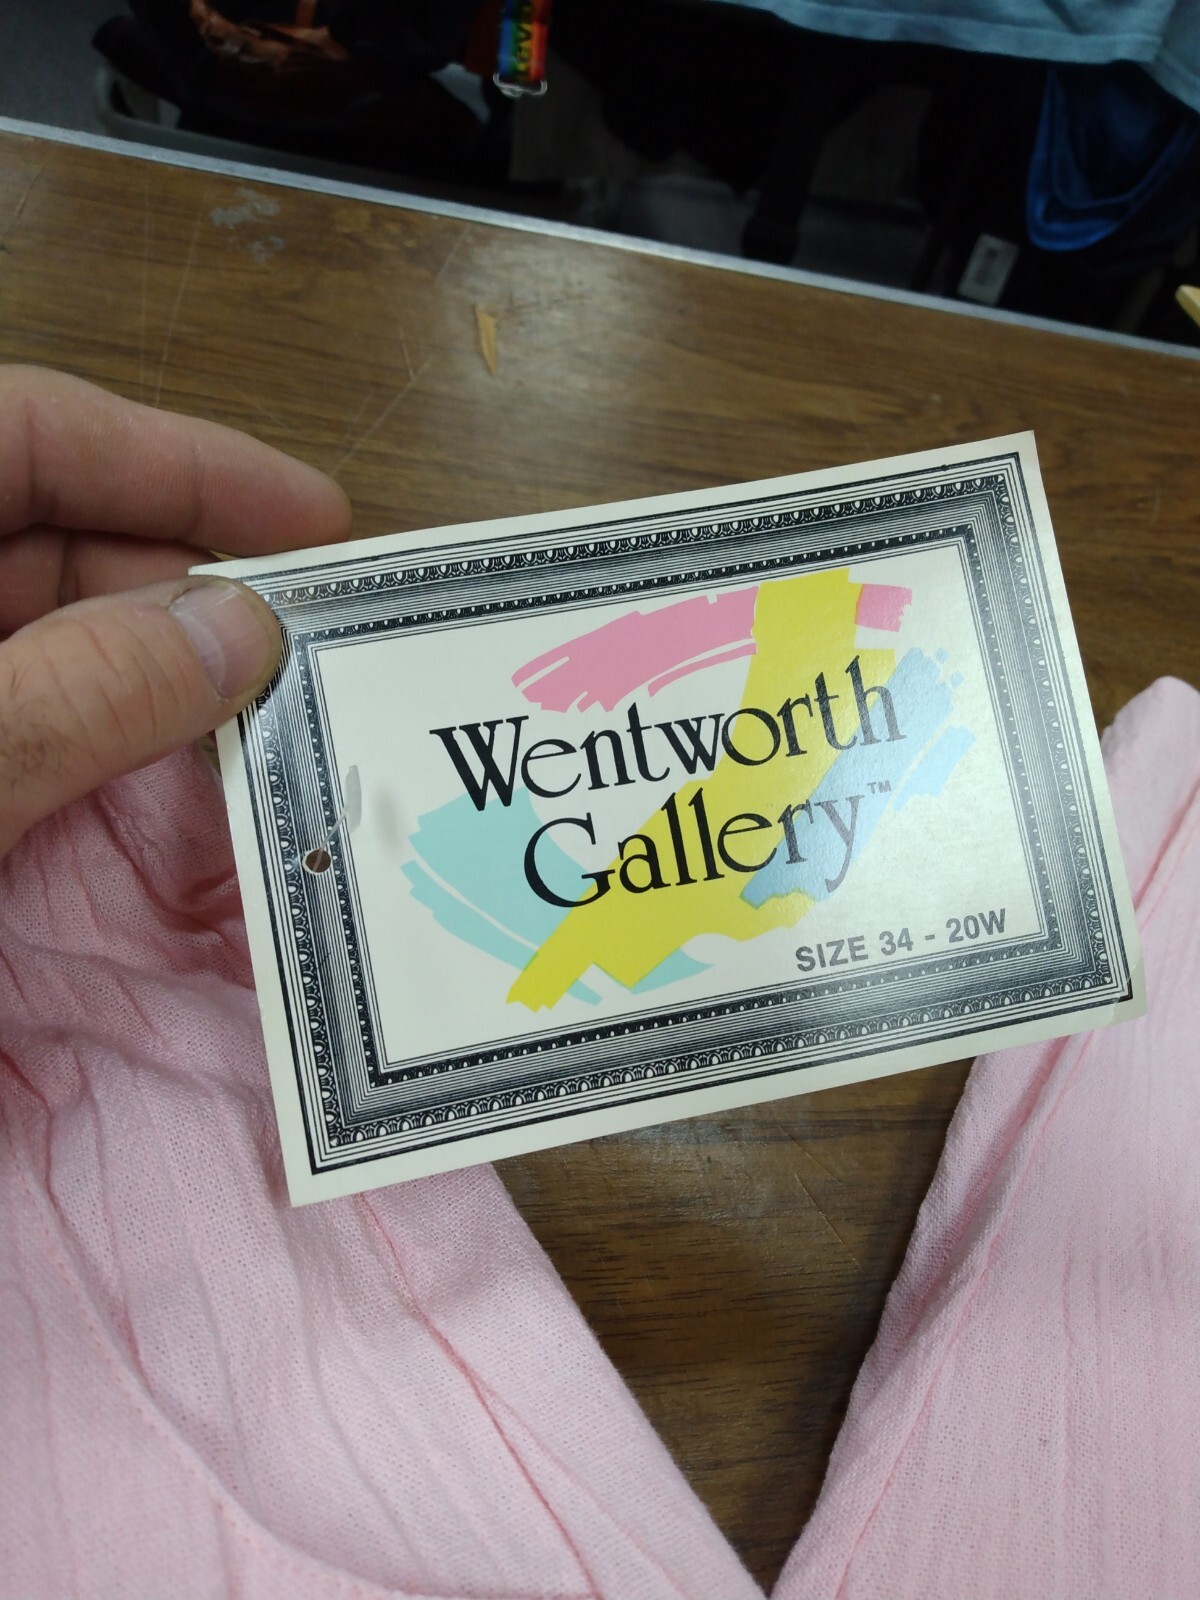 Wentworth
Gallery™
SIZE 34 - 20W